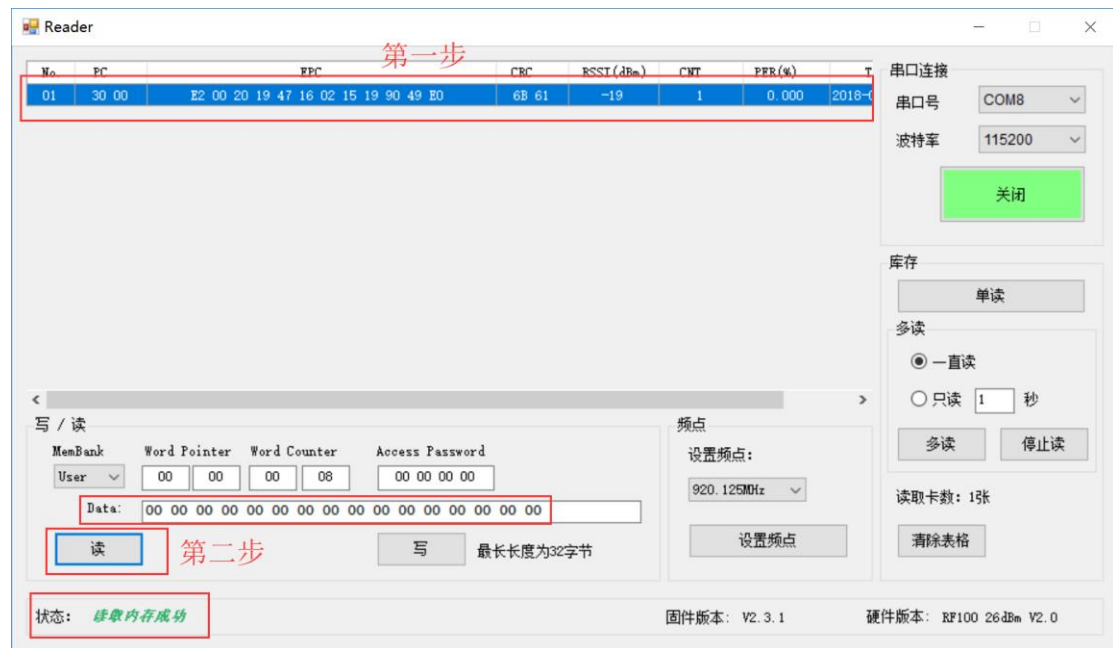 Reader
第一步
No. PC EPC CRC RSSI(dBm) CNT PER(%) T
01 30 00 E2 00 20 19 47 16 02 15 19 90 49 E0 6B 61 -19 1 0.000 2018-0
串口连接
串口号 COM8
波特率 115200
关闭
库存
单读
多读
一直读
只读 1 秒
多读 停止读
读取卡数：1张
清除表格
写 / 读
MemBank Word Pointer Word Counter Access Password
User 00 00 00 08 00 00 00 00
Data: 00 00 00 00 00 00 00 00 00 00 00 00 00 00 00 00
读 第二步 写 最长长度为32字节
频点
设置频点：
920.125MHz
设置频点
状态： 读取内存成功 固件版本： V2.3.1 硬件版本： RF100 26dBm V2.0